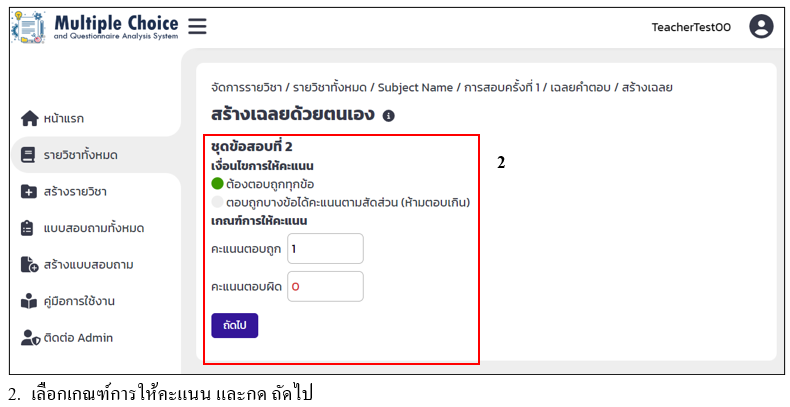 Multiple Choice
and Questionnaire Analysis System
TeacherTest00
จัดการรายวิชา / รายวิชาทั้งหมด / Subject Name / การสอบครั้งที่ 1 / เฉลยคำตอบ / สร้างเฉลย
สร้างเฉลยด้วยตนเอง
หน้าแรก
รายวิชาทั้งหมด
สร้างรายวิชา
แบบสอบถามทั้งหมด
สร้างแบบสอบถาม
คู่มือการใช้งาน
ติดต่อ Admin
ชุดข้อสอบที่ 2
เงื่อนไขการให้คะแนน
ต้องตอบถูกทุกข้อ
ตอบถูกบางข้อได้คะแนนตามสัดส่วน (ห้ามตอบเกิน)
เกณฑ์การให้คะแนน
คะแนนตอบถูก 1
คะแนนตอบผิด 0
ถัดไป
2
2. เลือกเกณฑ์การให้คะแนน และกด ถัดไป